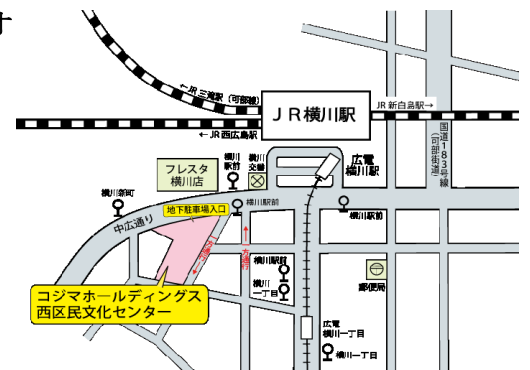 す
←JR三滝駅（可部線）
JR横川駅
JR新白島駅→
←JR西広島駅
国道183号線
（可部街道）
フレスタ
横川店
横川
駅前
横川
交番
広電
横川駅
横川新町
地下駐車場入口
横川駅前
横川駅前
中広通り
一方通行→
←一方通行
横川駅前
横川
一丁目
郵便局
コジマホールディングス
西区民文化センター
広電
横川一丁目
横川一丁目